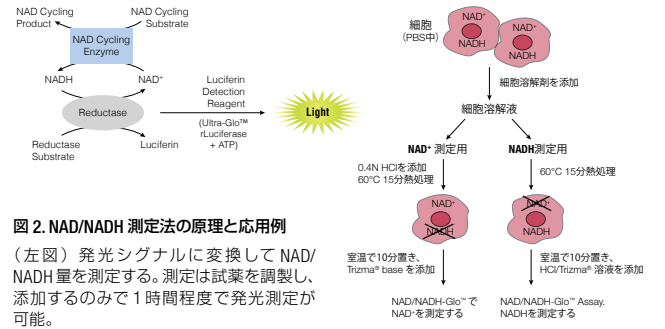 NAD Cycling
Product
NAD Cycling
Substrate
NAD Cycling
Enzyme
NADH
NAD⁺
Reductase
Reductase
Substrate
Luciferin
Luciferin
Detection
Reagent
(Ultra-Glo™
rLuciferase
+ ATP)
Light
図 2. NAD/NADH 測定法の原理と応用例
(左図)発光シグナルに変換して NAD/
NADH 量を測定する。測定は試薬を調製し、
添加するのみで 1 時間程度で発光測定が
可能。
細胞
(PBS中)
NAD⁺
NADH
NAD⁺
NADH
細胞溶解剤を添加
細胞溶解液
NAD⁺ 測定用
NADH測定用
0.4N HClを添加
60°C 15分熱処理
60°C 15分熱処理
NAD⁺
NADH
NAD⁺
NADH
室温で10分置き、
Trizma® base を添加
室温で10分置き、
HCl/Trizma® 溶液を添加
NAD/NADH-Glo™ で
NAD⁺を測定する
NAD/NADH-Glo™ Assay.
NADHを測定する